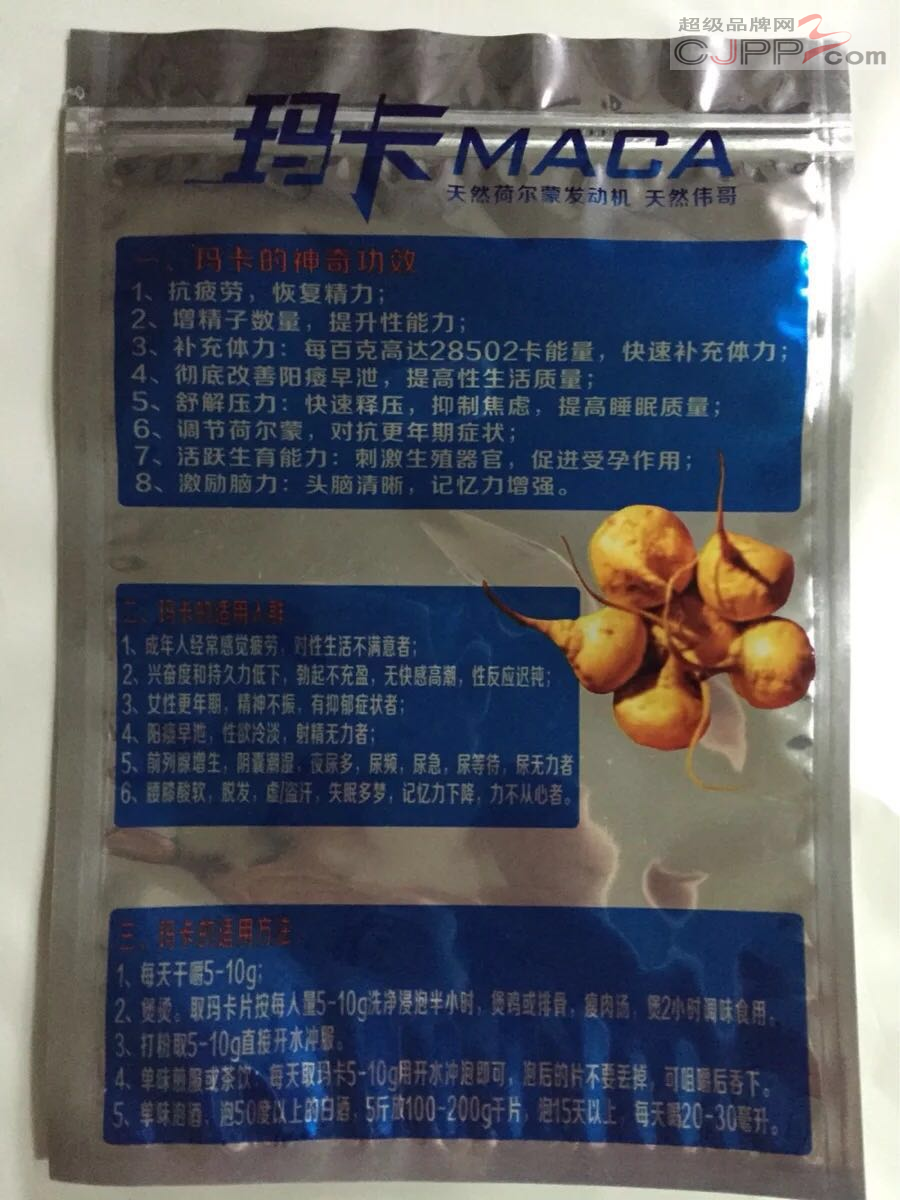 超级品牌网
CJPP.com
玛卡MACA
天然荷尔蒙发动机 天然伟哥
一、玛卡的神奇功效
1、抗疲劳，恢复精力；
2、增精子数量，提升性能力；
3、补充体力：每百克高达28502卡能量，快速补充体力；
4、彻底改善阳痿早泄，提高性生活质量；
5、舒解压力：快速释压，抑制焦虑，提高睡眠质量；
6、调节荷尔蒙，对抗更年期症状；
7、活跃生育能力：刺激生殖器官，促进受孕作用；
8、激励脑力：头脑清晰，记忆力增强。
二、玛卡的适用人群
1、成年人经常感觉疲劳，对性生活不满意者；
2、兴奋度和持久力低下，勃起不充盈，无快感高潮，性反应迟钝；
3、女性更年期，精神不振，有抑郁症状者；
4、阳痿早泄，性欲冷淡，射精无力者；
5、前列腺增生，阴囊潮湿，夜尿多，尿频，尿急，尿等待，尿无力者
6、腰膝酸软，脱发，虚/盗汗，失眠多梦，记忆力下降，力不从心者。
三、玛卡的适用方法
1、每天干嚼5-10g；
2、煲烫。取玛卡片按每人量5-10g洗净浸泡半小时，煲鸡或排骨，瘦肉汤，煲2小时调味食用。
3、打粉取5-10g直接开水冲服。
4、单味煎服或茶饮：每天取玛卡5-10g用开水冲泡即可，泡后的片不要丢掉，可咀嚼后吞下。
5、单味泡酒，泡50度以上的白酒，5斤放100-200g干片，泡15天以上，每天嚼20-30毫升。